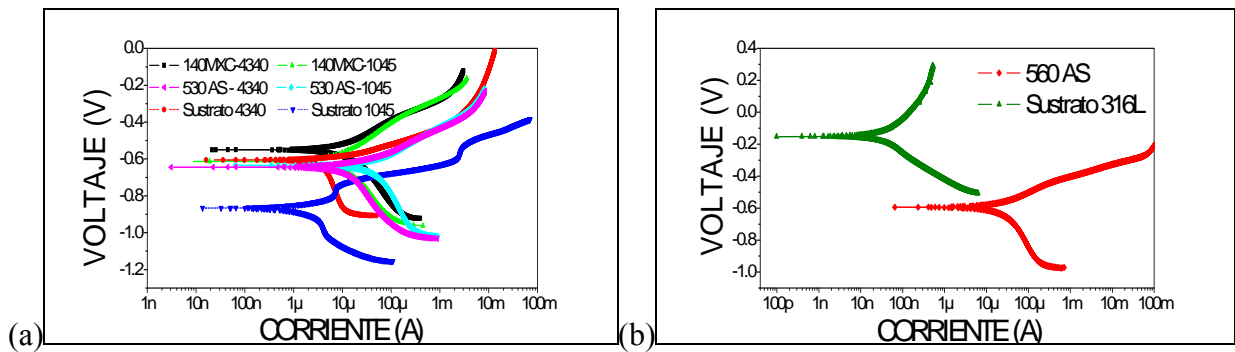 0.0
-0.2
-0.4
-0.6
-0.8
-1.0
-1.2
VOLTAJE (V)
140MXC-4340
140MXC-1045
530 AS - 4340
530 AS -1045
Sustrato 4340
Sustrato 1045
1n 10n 100n 1µ 10µ 100µ 1m 10m 100m
CORRIENTE (A)
(a)
0.4
0.2
0.0
-0.2
-0.4
-0.6
-0.8
-1.0
VOLTAJE (V)
560 AS
Sustrato 316L
100p 1n 10n 100n 1µ 10µ 100µ 1m 10m 100m
CORRIENTE (A)
(b)